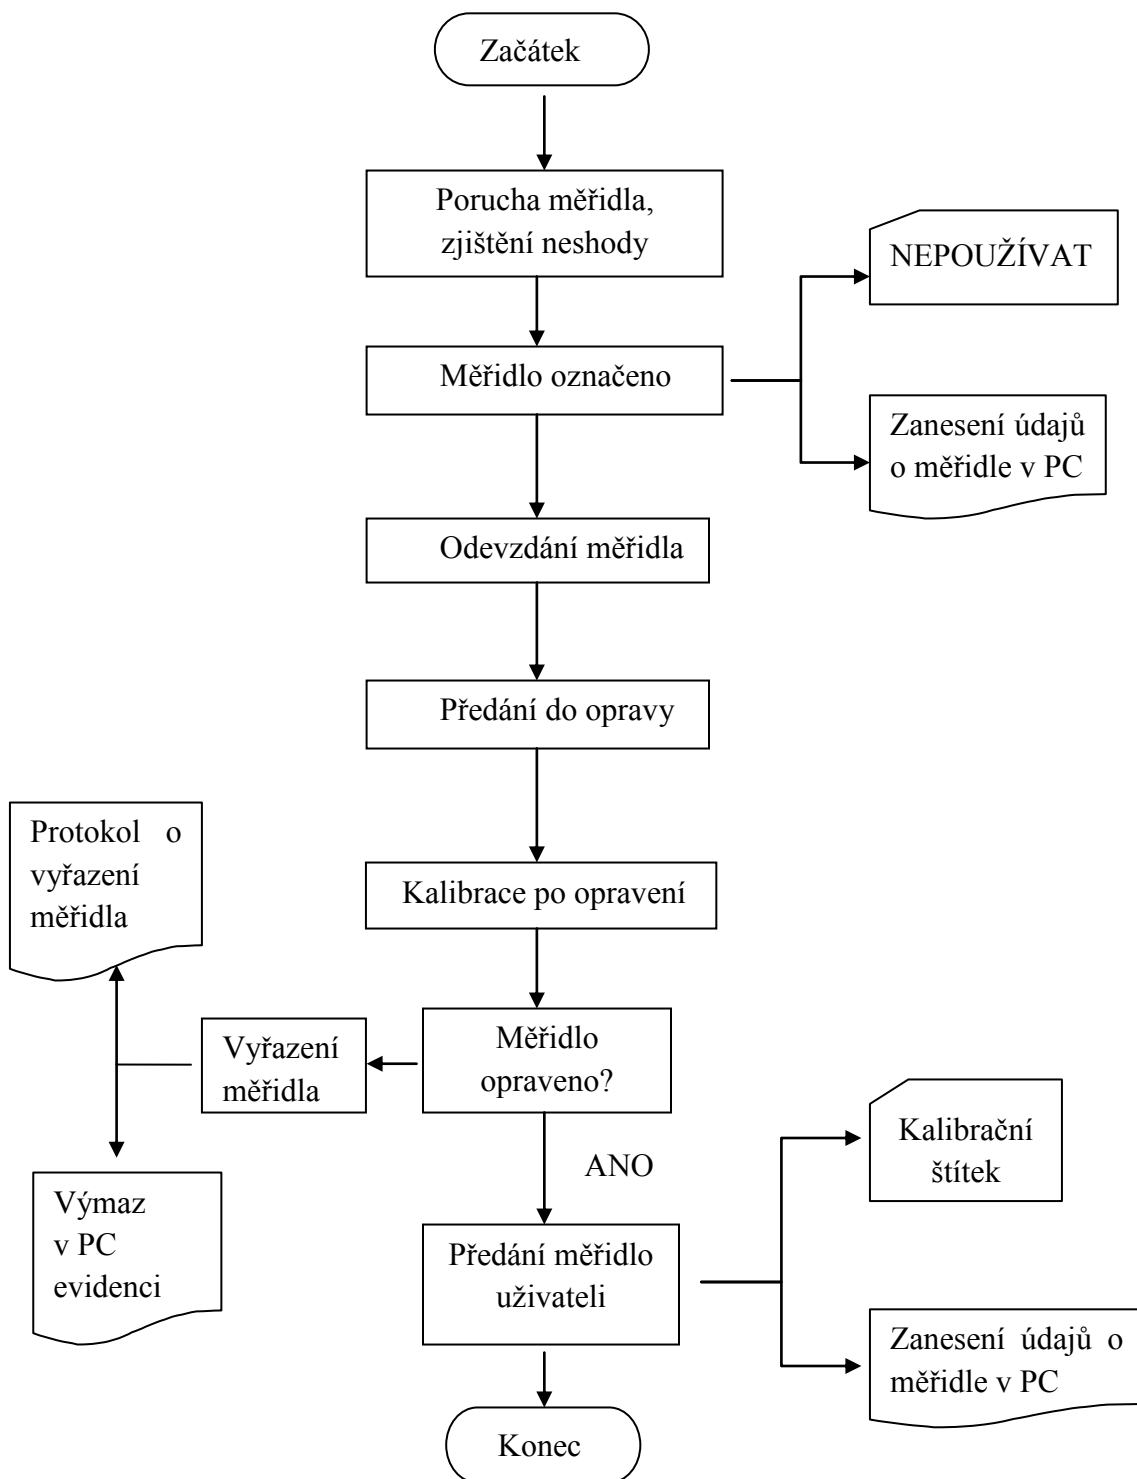 Začátek
Porucha měřidla,
zjištění neshody
NEPOUŽÍVAT
Měřidlo označeno
Zanesení údajů
o měřidle v PC
Odevzdání měřidla
Předání do opravy
Protokol o
vyřazení
měřidla
Kalibrace po opravení
Měřidlo
opraveno?
Vyřazení
měřidla
Kalibrační
štítek
ANO
Výmaz
v PC
evidenci
Předání měřidlo
uživateli
Zanesení údajů o
měřidle v PC
Konec